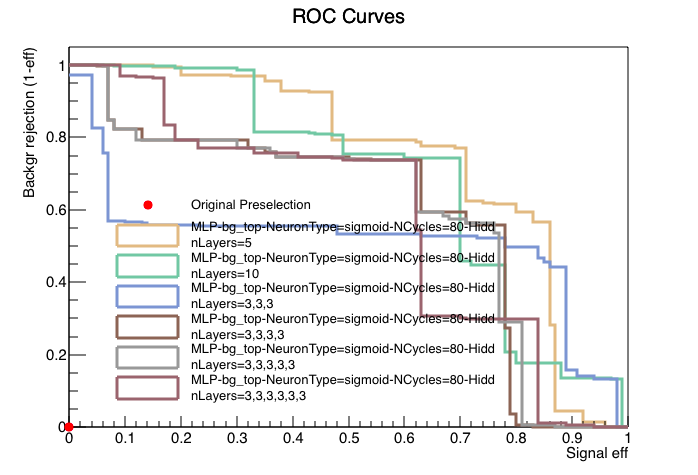 ROC Curves
Backgr rejection (1-eff)
1
0.8
0.6
0.4
0.2
0
Original Preselection
MLP-bg_top-NeuronType=sigmoid-NCycles=80-Hidd
nLayers=5
MLP-bg_top-NeuronType=sigmoid-NCycles=80-Hidd
nLayers=10
MLP-bg_top-NeuronType=sigmoid-NCycles=80-Hidd
nLayers=3,3,3
MLP-bg_top-NeuronType=sigmoid-NCycles=80-Hidd
nLayers=3,3,3,3
MLP-bg_top-NeuronType=sigmoid-NCycles=80-Hidd
nLayers=3,3,3,3,3
MLP-bg_top-NeuronType=sigmoid-NCycles=80-Hidd
nLayers=3,3,3,3,3,3
0 0.1 0.2 0.3 0.4 0.5 0.6 0.7 0.8 0.9 1
Signal eff